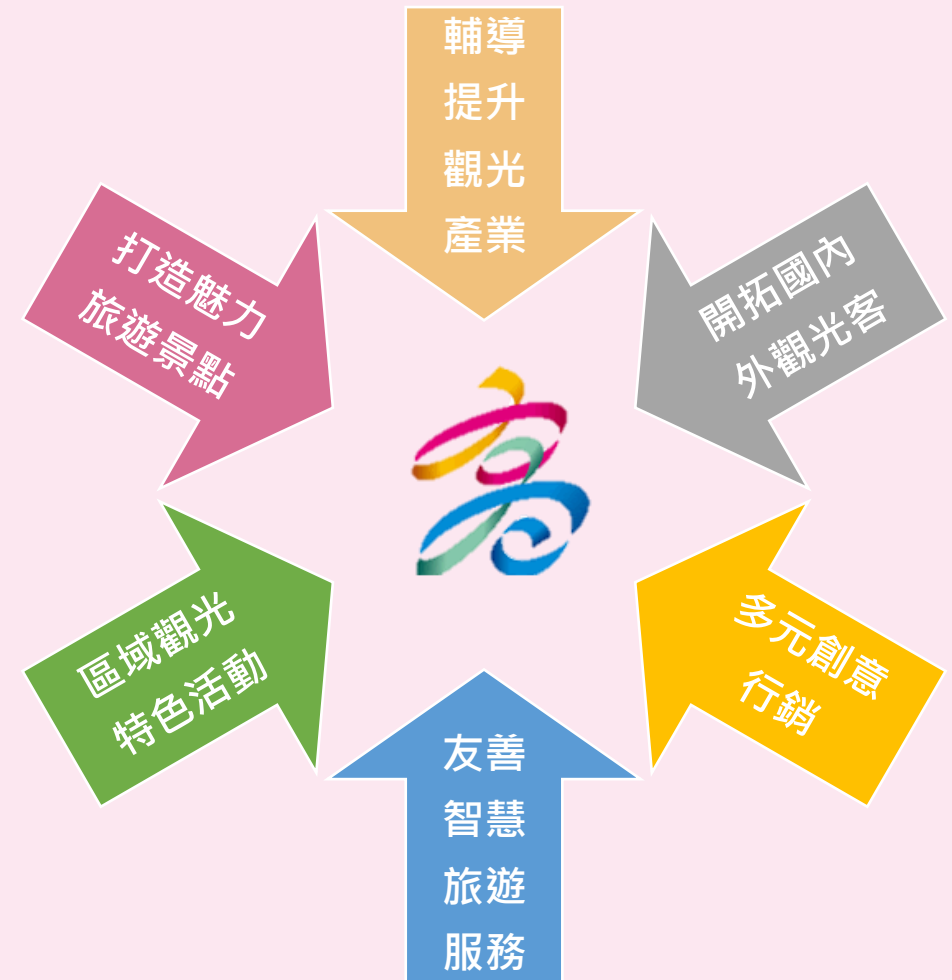 輔導
提升
觀光
產業
打造魅力
旅遊景點
開拓國內
外觀光客
區域觀光
特色活動
多元創意
行銷
友善
智慧
旅遊
服務